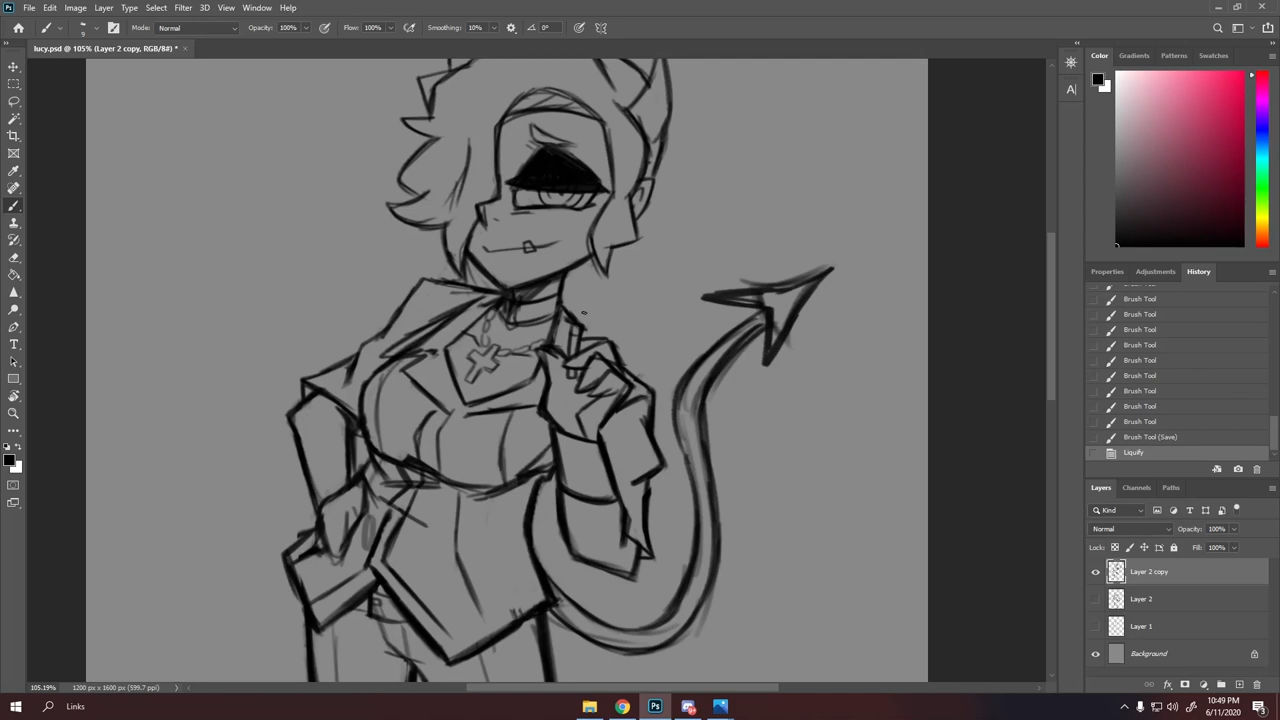 File Edit Image Layer Type Select Filter 3D View Window Help
9 Mode: Normal Opacity: 100% Flow: 100% Smoothing: 10% 0°
lucy.psd @ 105% (Layer 2 copy, RGB/8#) *
Color Gradients Patterns Swatches
Properties Adjustments History
Brush Tool
Brush Tool
Brush Tool
Brush Tool
Brush Tool
Brush Tool
Brush Tool
Brush Tool
Brush Tool
Brush Tool (Save)
Liquify
Layers Channels Paths
Kind
Normal Opacity: 100%
Lock: Fill: 100%
Layer 2 copy
Layer 2
Layer 1
Background
105.19% 1200 px x 1600 px (599.7 ppi)
Links
10:49 PM
6/11/2020